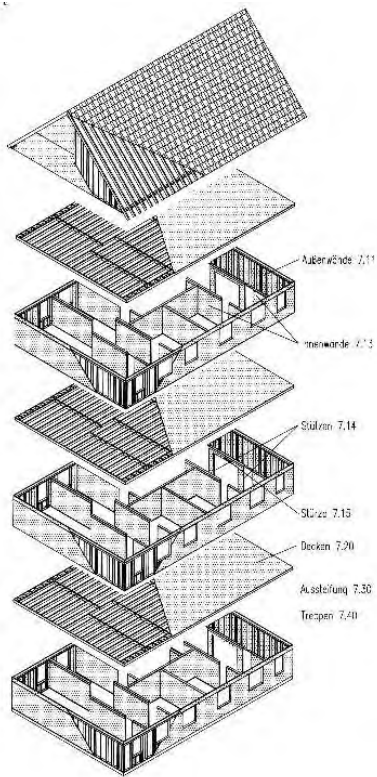 Außenwände 7.11
Innenwände 7.13
Stützen 7.14
Stürze 7.15
Decken 7.20
Aussteifung 7.30
Treppen 7.40